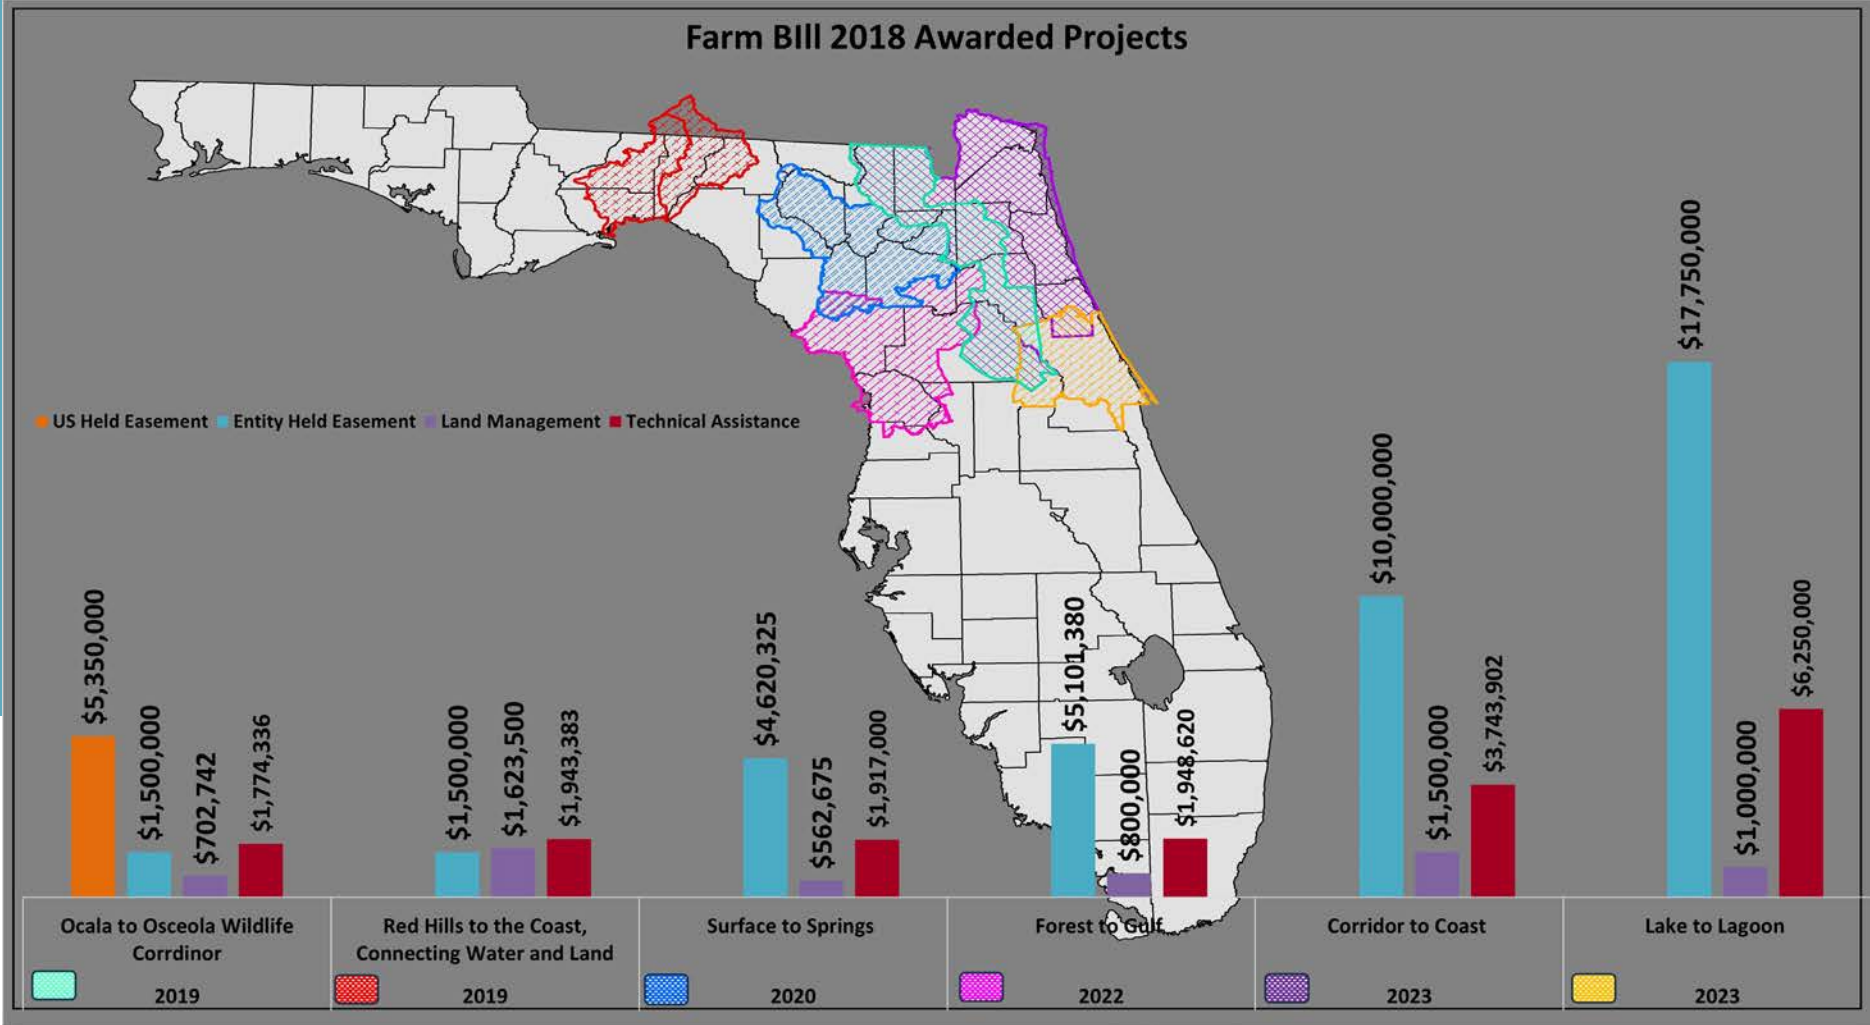 Farm BIll 2018 Awarded Projects
US Held Easement
Entity Held Easement
Land Management
Technical Assistance
$5,350,000
$1,500,000
$702,742
$1,774,336
$1,500,000
$1,623,500
$1,943,383
$4,620,325
$562,675
$1,917,000
$5,101,380
$800,000
$1,948,620
$10,000,000
$1,500,000
$3,743,902
$17,750,000
$1,000,000
$6,250,000
Ocala to Osceola Wildlife
Corrdinor
2019
Red Hills to the Coast,
Connecting Water and Land
2019
Surface to Springs
2020
Forest to Gulf
2022
Corridor to Coast
2023
Lake to Lagoon
2023